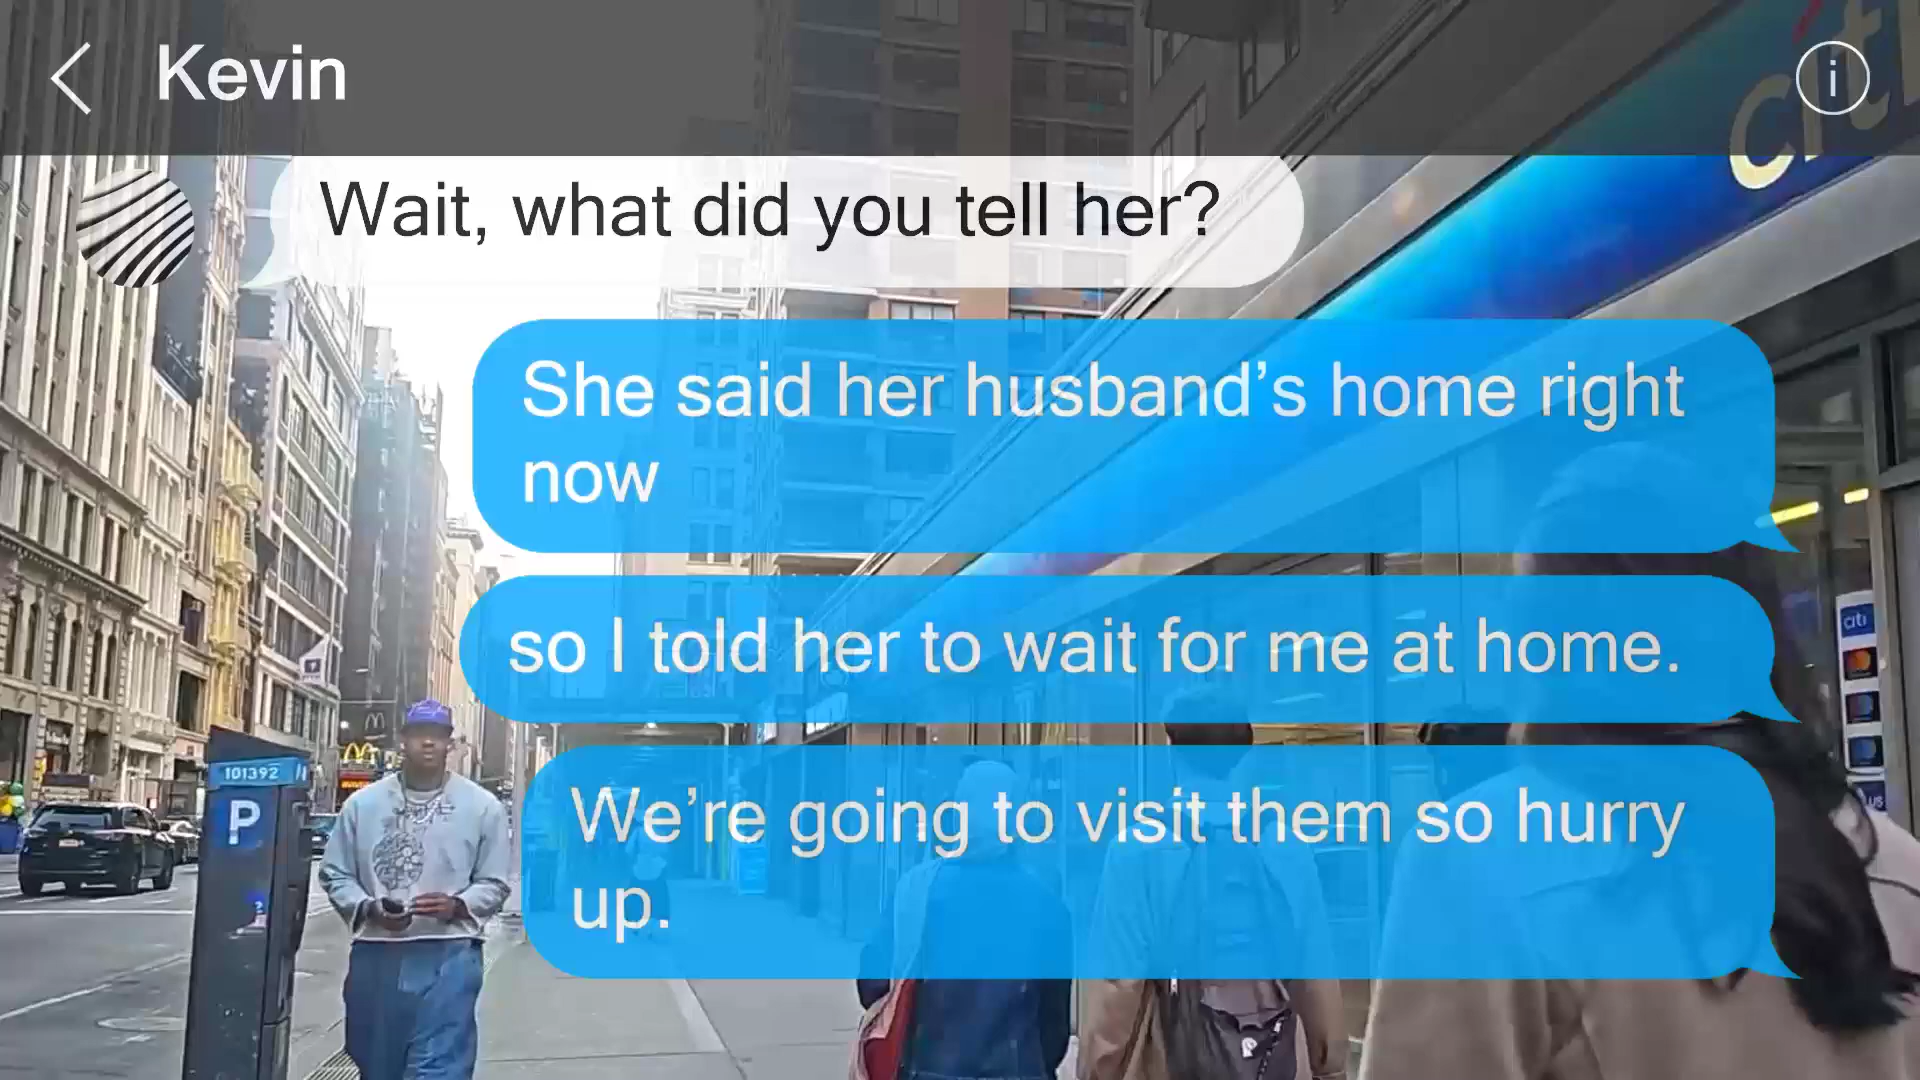 Kevin
i
citi
Wait, what did you tell her?
She said her husband’s home right
now
so I told her to wait for me at home.
We’re going to visit them so hurry
up.
101392
P
citi